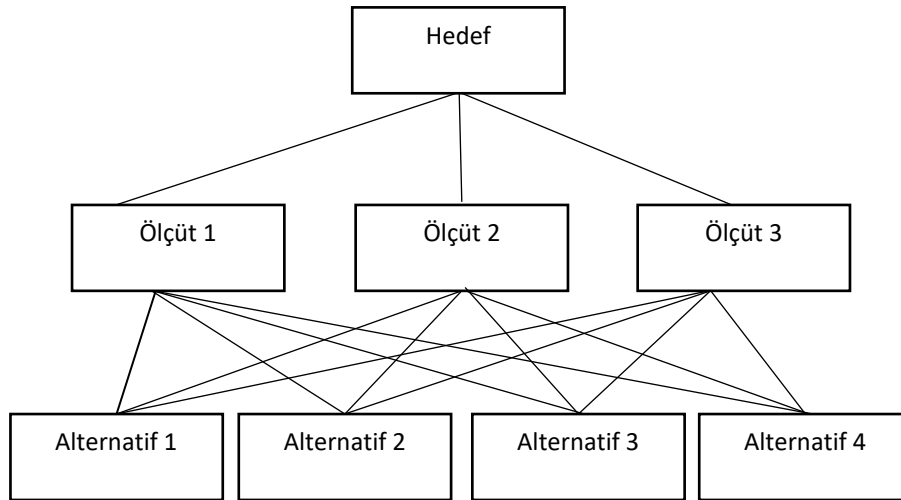 Hedef
Ölçüt 1
Ölçüt 2
Ölçüt 3
Alternatif 1
Alternatif 2
Alternatif 3
Alternatif 4